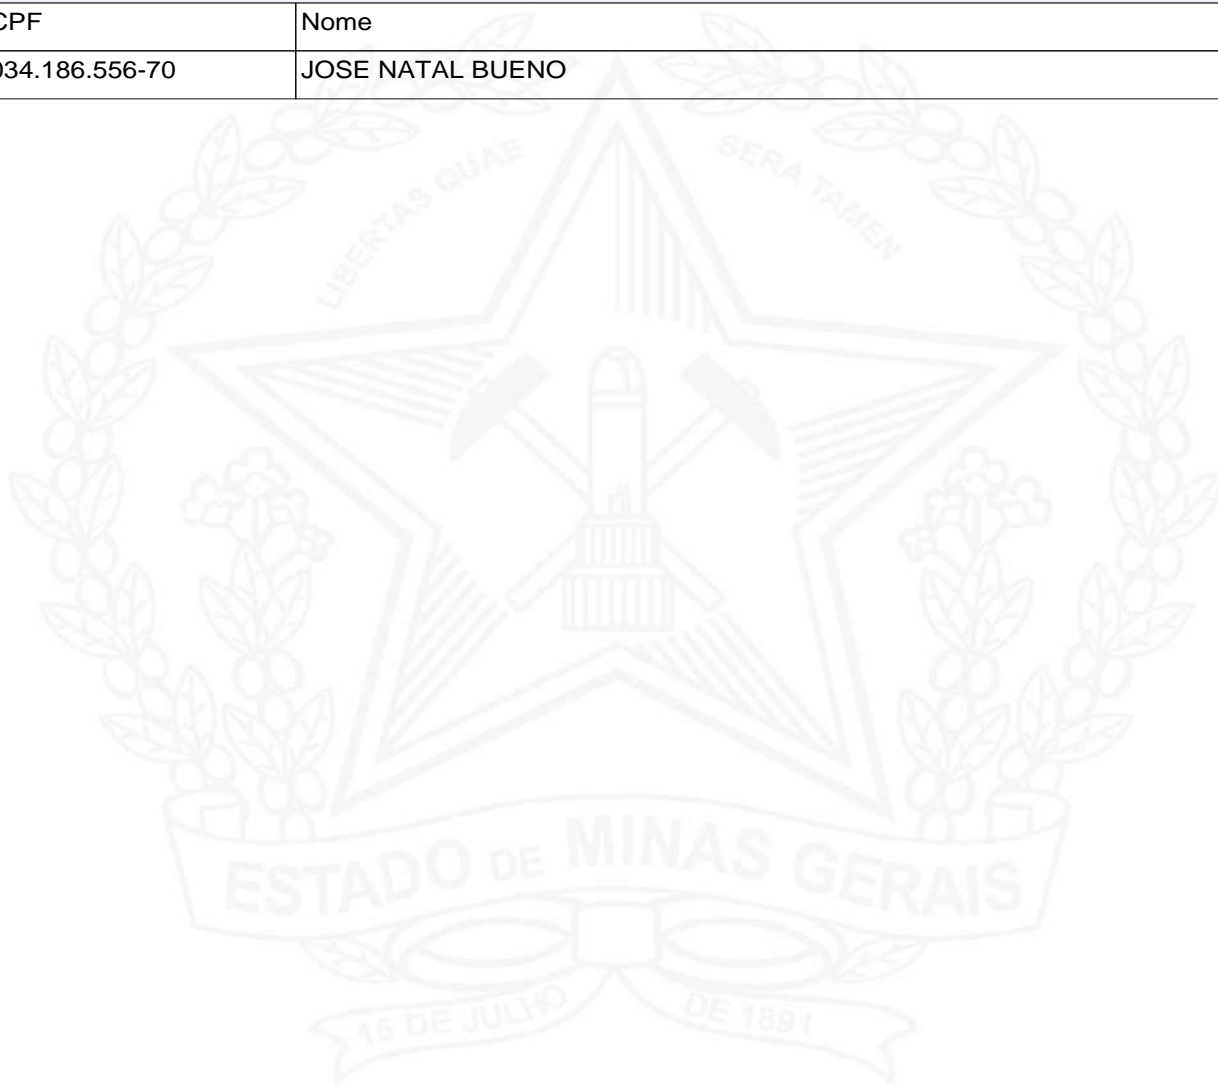 CPF Nome
034.186.556-70 JOSE NATAL BUENO
LIBERTAS QUAE SERA TAMEN
ESTADO DE MINAS GERAIS
15 DE JULHO DE 1891